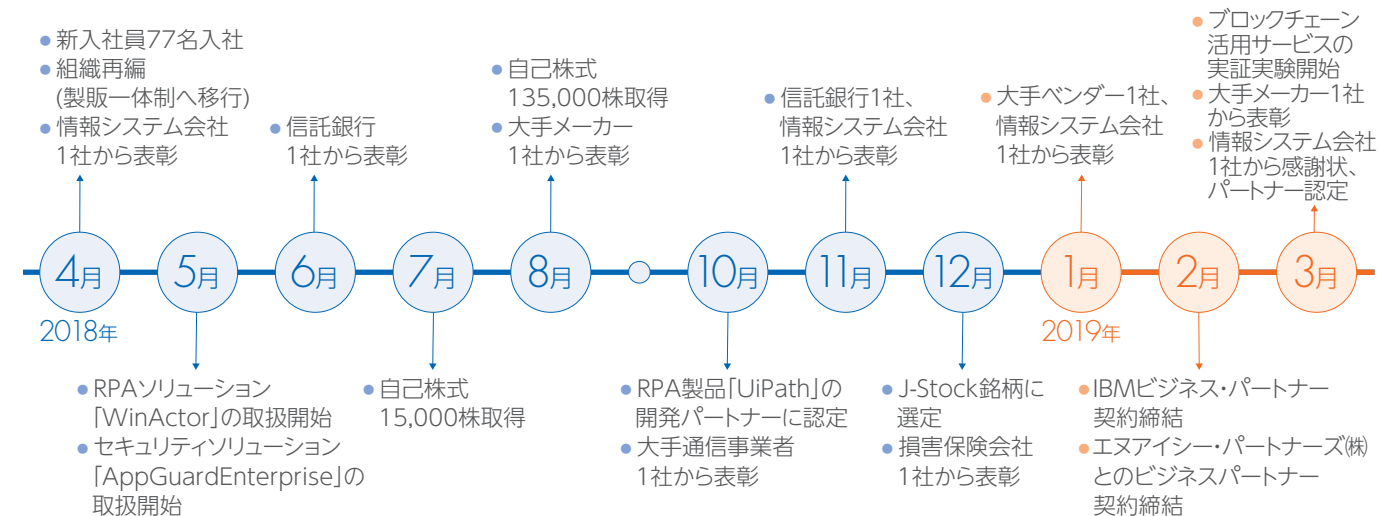 ●新入社員77名入社
●組織再編
(製販一体制へ移行)
●情報システム会社
1社から表彰
●信託銀行
1社から表彰
●自己株式
135,000株取得
●大手メーカー
1社から表彰
●信託銀行1社、
情報システム会社
1社から表彰
●大手ベンダー1社、
情報システム会社
1社から表彰
●ブロックチェーン
活用サービスの
実証実験開始
●大手メーカー1社
から表彰
●情報システム会社
1社から感謝状、
パートナー認定
4月 5月 6月 7月 8月 10月 11月 12月 1月 2月 3月
2018年 2019年
●RPAソリューション
「WinActor」の取扱開始
●セキュリティソリューション
「AppGuardEnterprise」の
取扱開始
●自己株式
15,000株取得
●RPA製品「UiPath」の
開発パートナーに認定
●大手通信事業者
1社から表彰
●J-Stock銘柄に
選定
●損害保険会社
1社から表彰
●IBMビジネス・パートナー
契約締結
●エヌアイシー・パートナーズ㈱
とのビジネスパートナー
契約締結